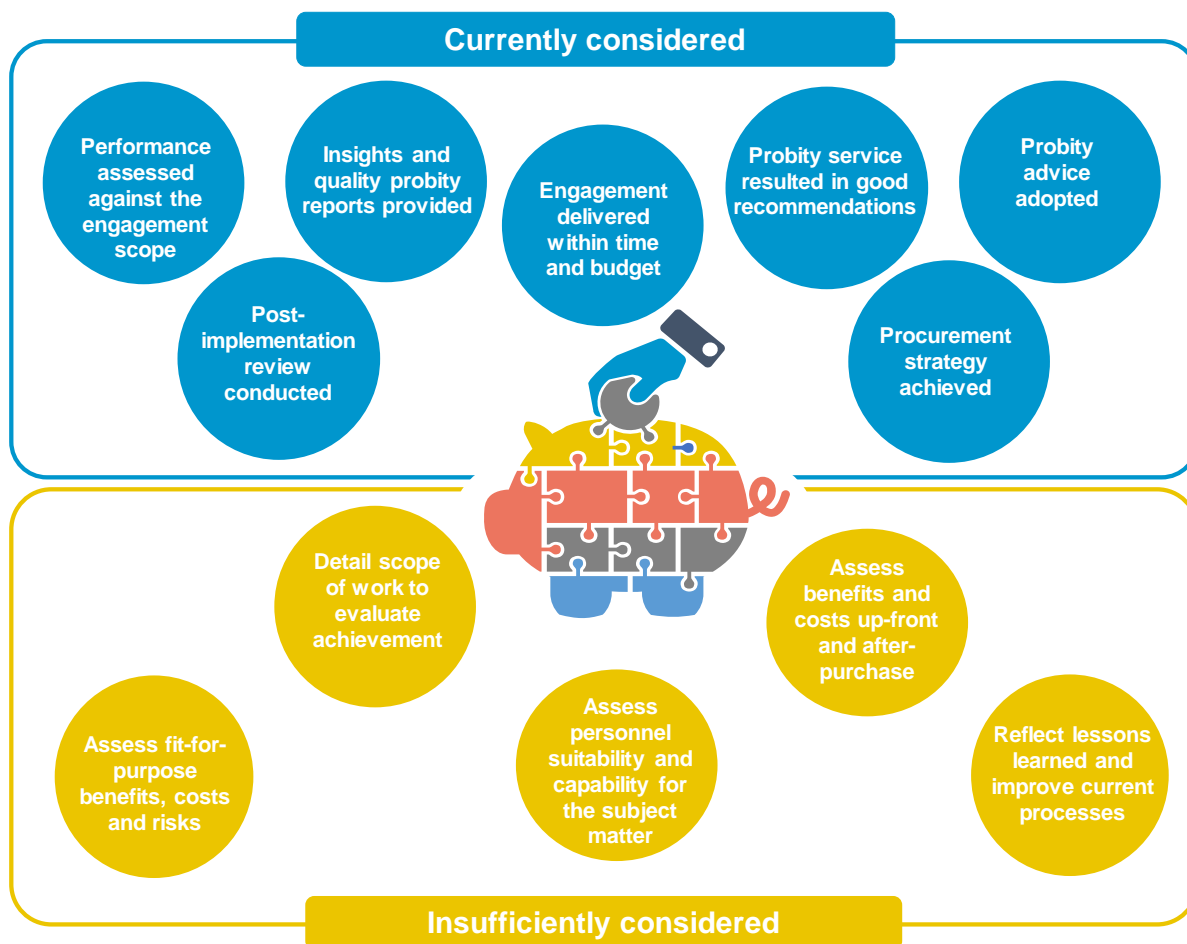 Currently considered
Performance
assessed
against the
engagement
scope
Insights and
quality probity
reports provided
Engagement
delivered
within time
and budget
Probity service
resulted in good
recommendations
Probity
advice
adopted
Post-
implementation
review
conducted
Procurement
strategy
achieved
Detail scope
of work to
evaluate
achievement
Assess
benefits and
costs up-front
and after-
purchase
Assess fit-for-
purpose
benefits, costs
and risks
Assess
personnel
suitability and
capability for
the subject
matter
Reflect lessons
learned and
improve current
processes
Insufficiently considered